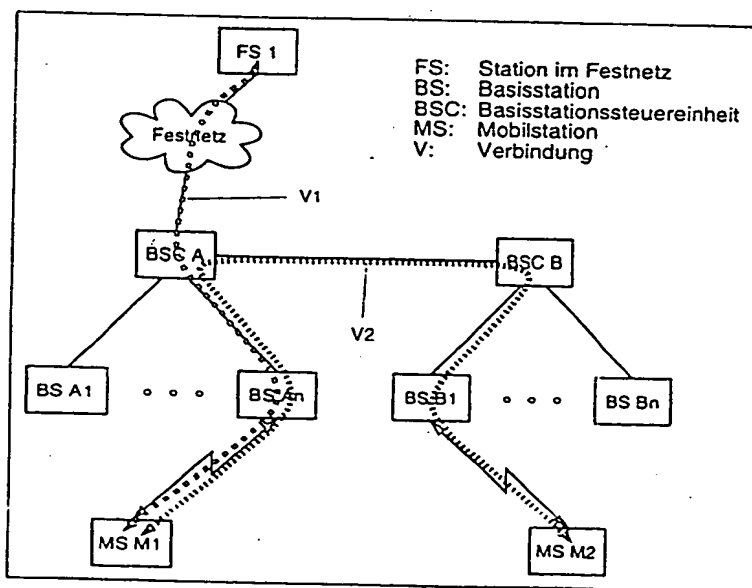 FS 1
FS: Station im Festnetz
BS: Basisstation
BSC: Basisstationssteuereinheit
MS: Mobilstation
V: Verbindung
Festnetz
V1
BSC A
BSC B
V2
BS A1
BS An
BS B1
BS Bn
MS M1
MS M2